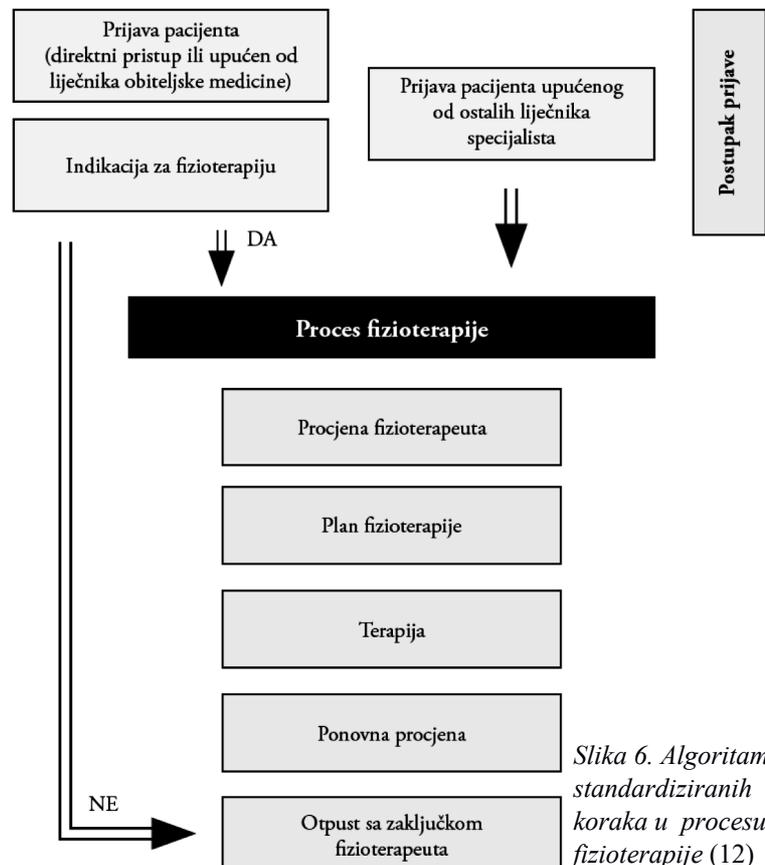 Prijava pacijenta
(direktni pristup ili upućen od
liječnika obiteljske medicine)
Prijava pacijenta upućenog
od ostalih liječnika
specijalista
Postupak prijave
Indikacija za fizioterapiju
DA
Proces fizioterapije
Procjena fizioterapeuta
Plan fizioterapije
Terapija
Ponovna procjena
NE
Otpust sa zaključkom
fizioterapeuta
Slika 6. Algoritam
standardiziranih
koraka u procesu
fizioterapije (12)